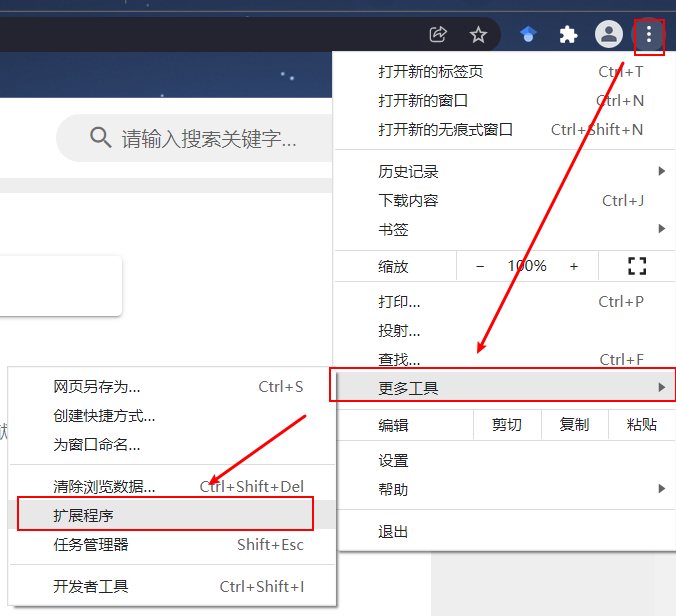 打开新的标签页 Ctrl+T
打开新的窗口 Ctrl+N
打开新的无痕式窗口 Ctrl+Shift+N
请输入搜索关键字...
历史记录
下载内容 Ctrl+J
书签
缩放 − 100% +
打印... Ctrl+P
投射...
查找... Ctrl+F
更多工具
编辑 剪切 复制 粘贴
设置
帮助
退出
网页另存为... Ctrl+S
创建快捷方式...
为窗口命名...
清除浏览数据... Ctrl+Shift+Del
扩展程序
任务管理器 Shift+Esc
开发者工具 Ctrl+Shift+I